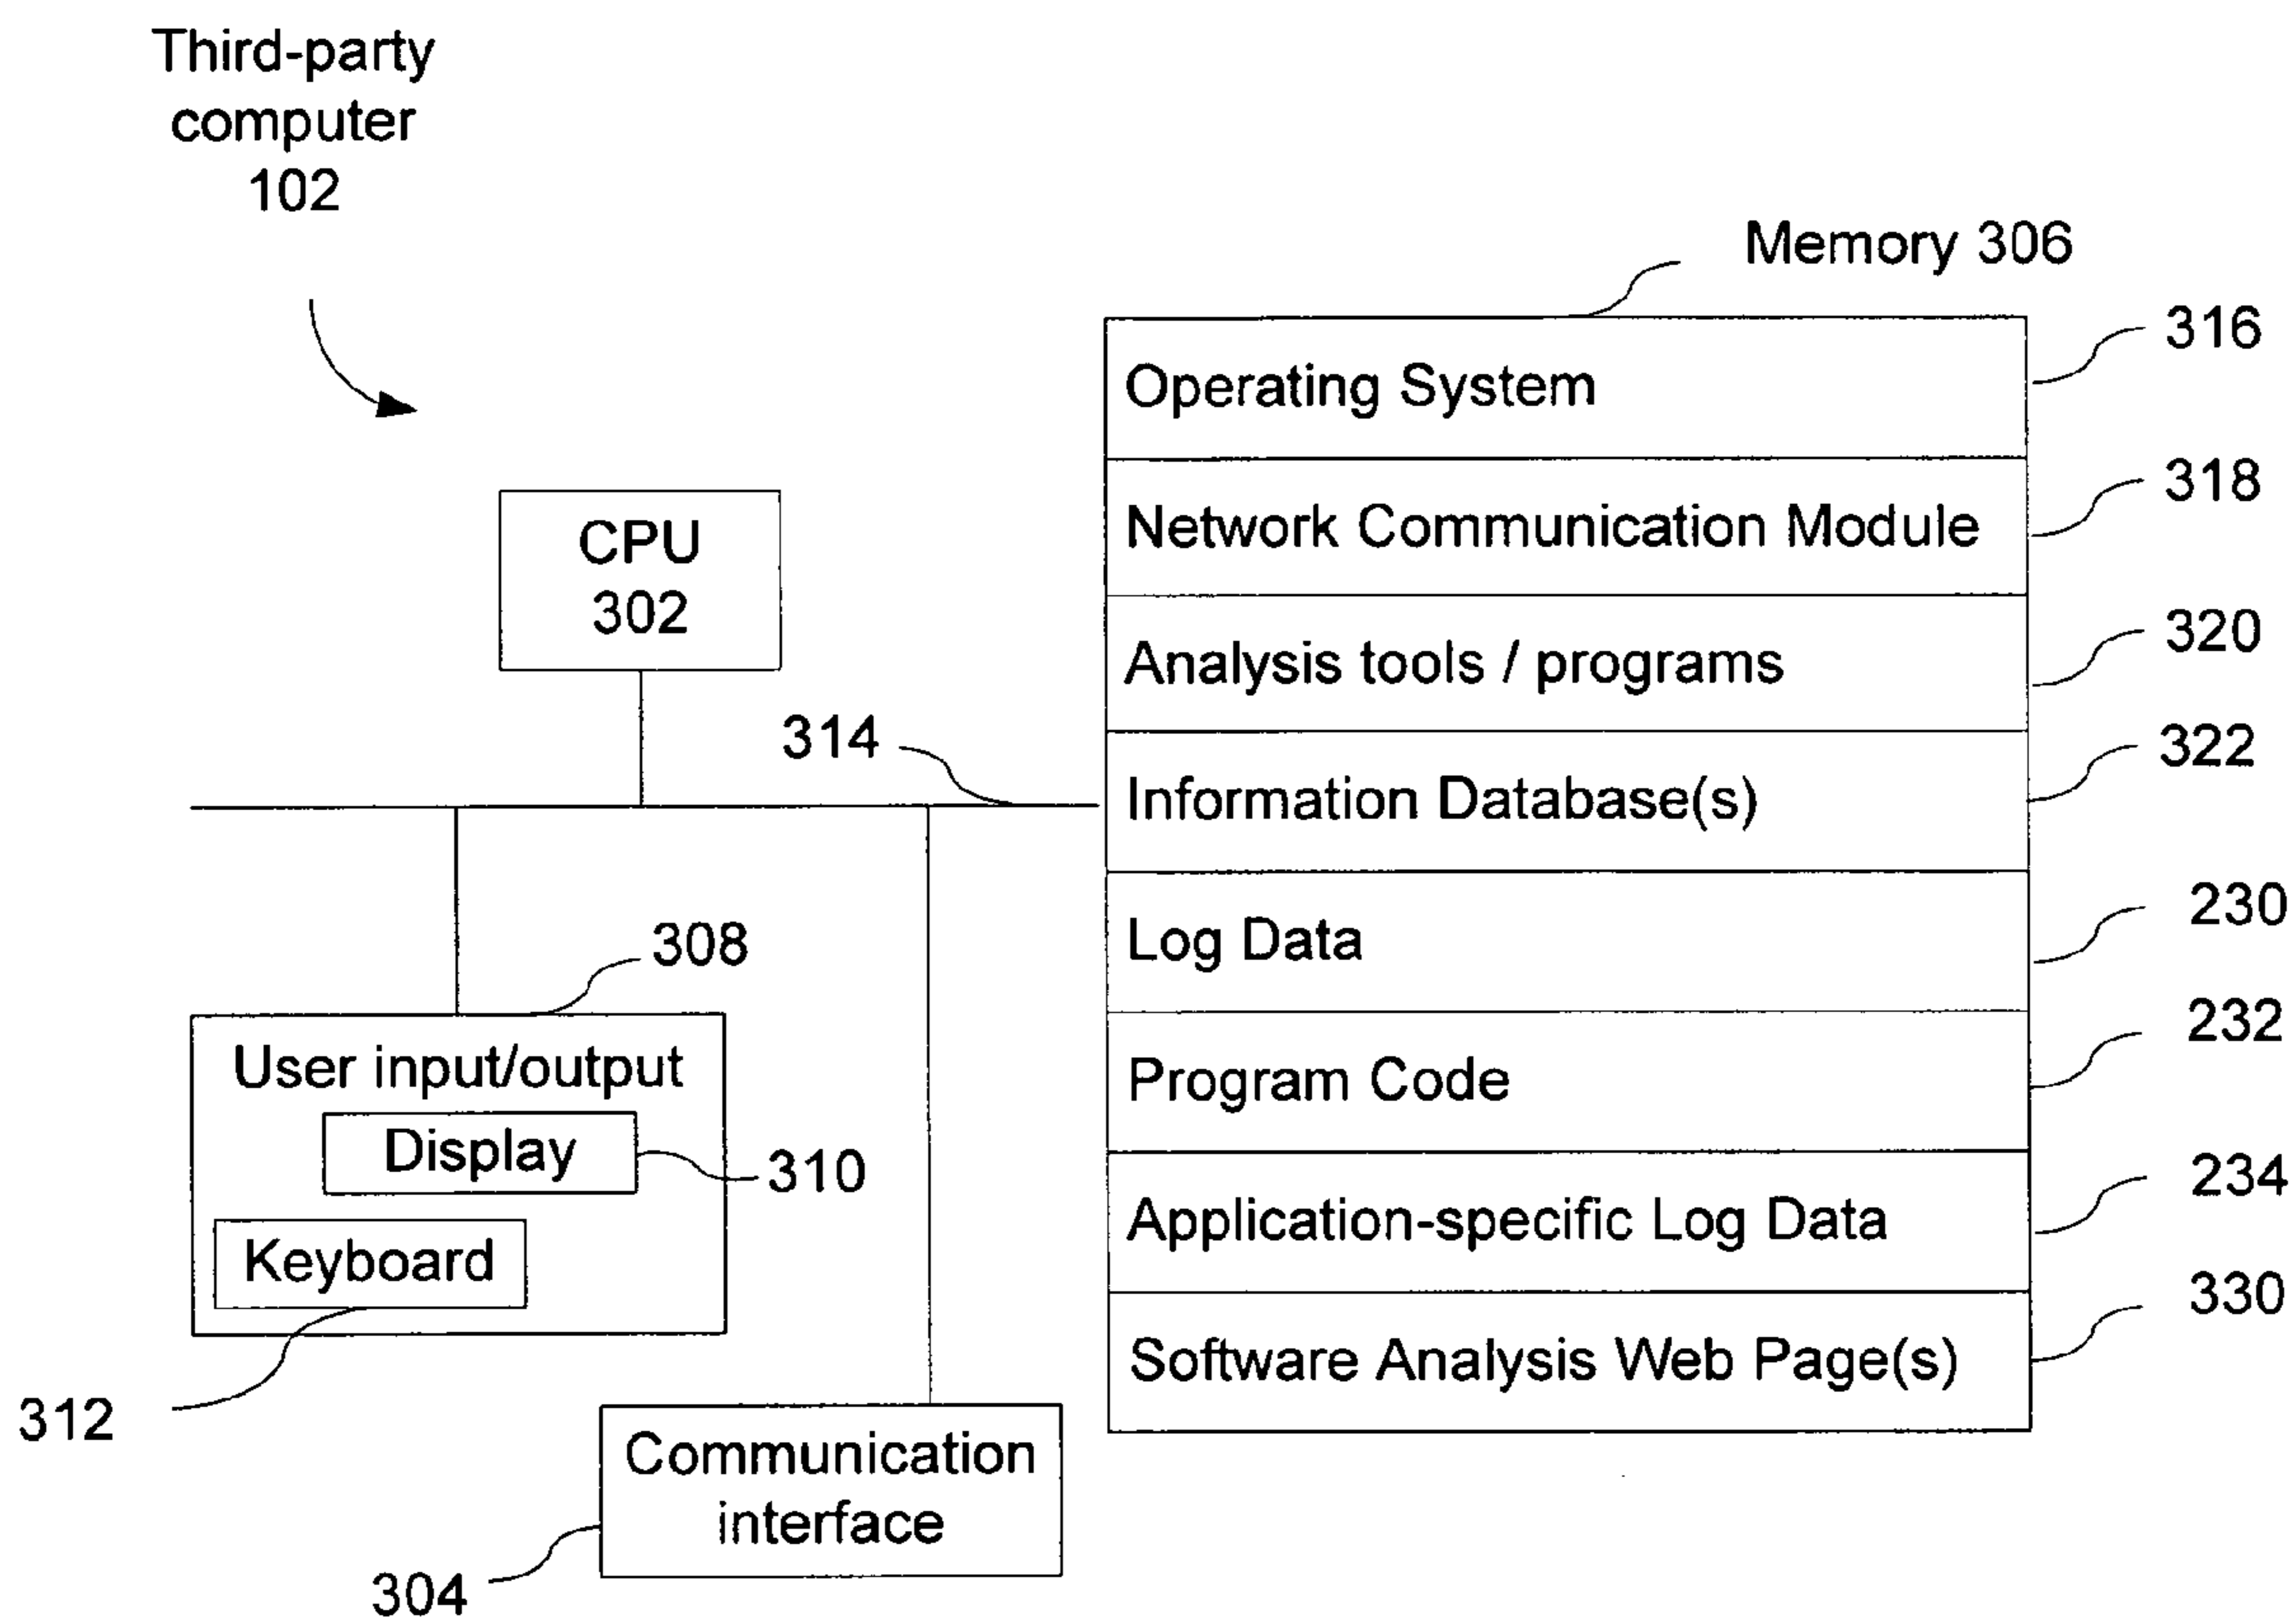 Third-party
computer
102
Memory 306
Operating System
316
Network Communication Module
318
CPU
302
Analysis tools / programs
320
314
Information Database(s)
322
Log Data
230
308
User input/output
Display
310
Keyboard
312
Program Code
232
Application-specific Log Data
234
Software Analysis Web Page(s)
330
Communication
interface
304